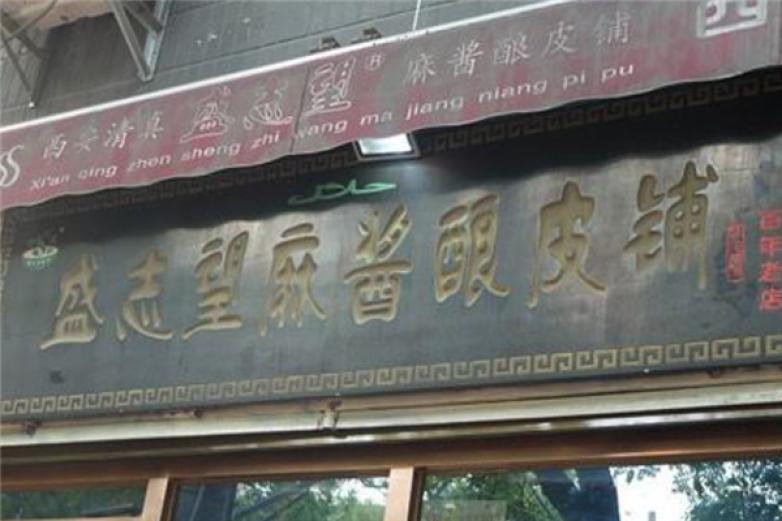 西安清真 盛志望® 麻酱酿皮铺
Xi'an qing zhen sheng zhi wang ma jiang niang pi pu
西
حلال
盛志望麻酱酿皮铺
百年老店